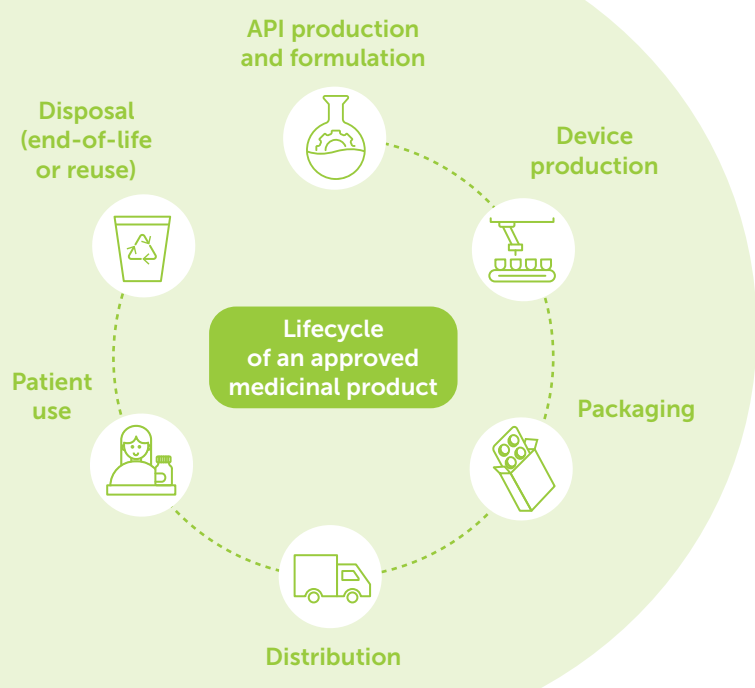 API production
and formulation
Device
production
Packaging
Distribution
Patient
use
Disposal
(end-of-life
or reuse)
Lifecycle
of an approved
medicinal product